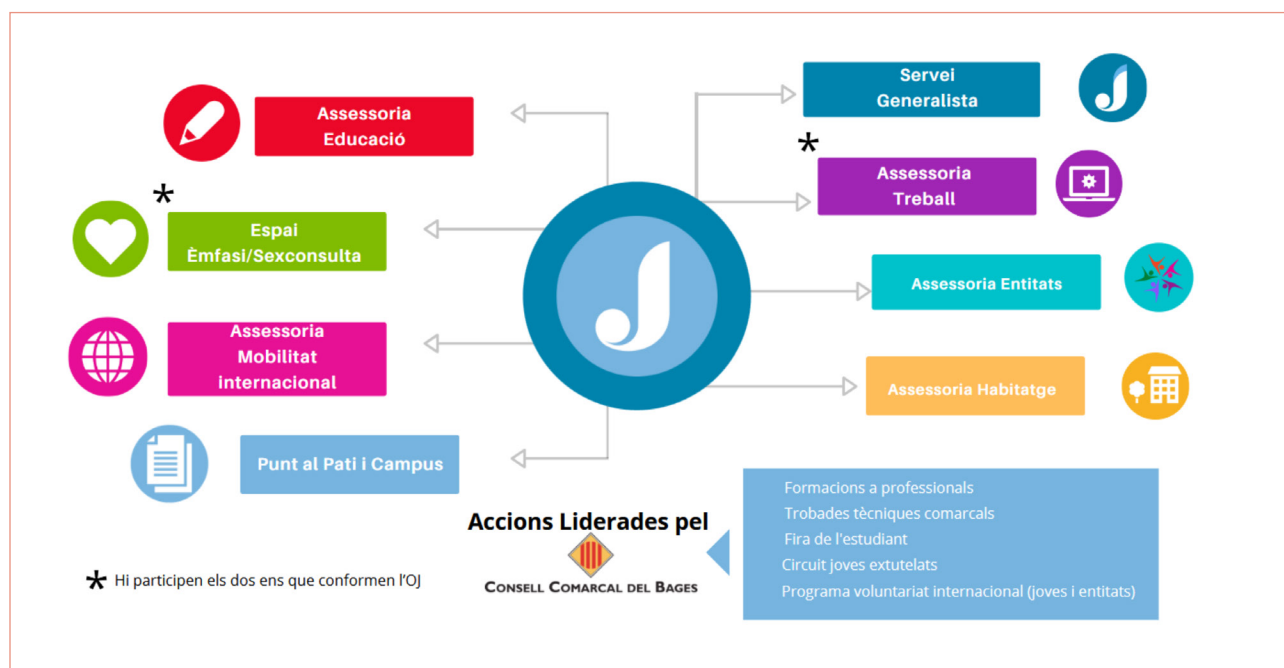 Assessoria
Educació
*
Espai
Èmfasi/Sexconsulta
Assessoria
Mobilitat
internacional
Punt al Pati i Campus
Servei
Generalista
*
Assessoria
Treball
Assessoria Entitats
Assessoria Habitatge
Accions Liderades pel
CONSELL COMARCAL DEL BAGES
Formacions a professionals
Trobades tècniques comarcals
Fira de l'estudiant
Circuit joves extutelats
Programa voluntariat internacional (joves i entitats)
* Hi participen els dos ens que conformen l'OJ